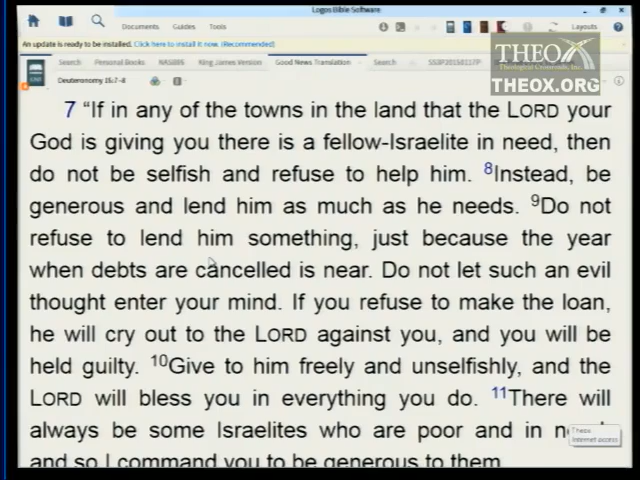 Logos Bible Software
Documents Guides Tools
Layouts
An update is ready to be installed. Click here to install it now. (Recommended)
Search Personal Books NASB95 King James Version Good News Translation Search
Deuteronomy 15:7–8
THEOX
THEOX.ORG
7 “If in any of the towns in the land that the LORD your
God is giving you there is a fellow-Israelite in need, then
do not be selfish and refuse to help him. 8Instead, be
generous and lend him as much as he needs. 9Do not
refuse to lend him something, just because the year
when debts are cancelled is near. Do not let such an evil
thought enter your mind. If you refuse to make the loan,
he will cry out to the LORD against you, and you will be
held guilty. 10Give to him freely and unselfishly, and the
LORD will bless you in everything you do. 11There will
always be some Israelites who are poor and in
Theox
Internet access
and so I command you to be generous to them